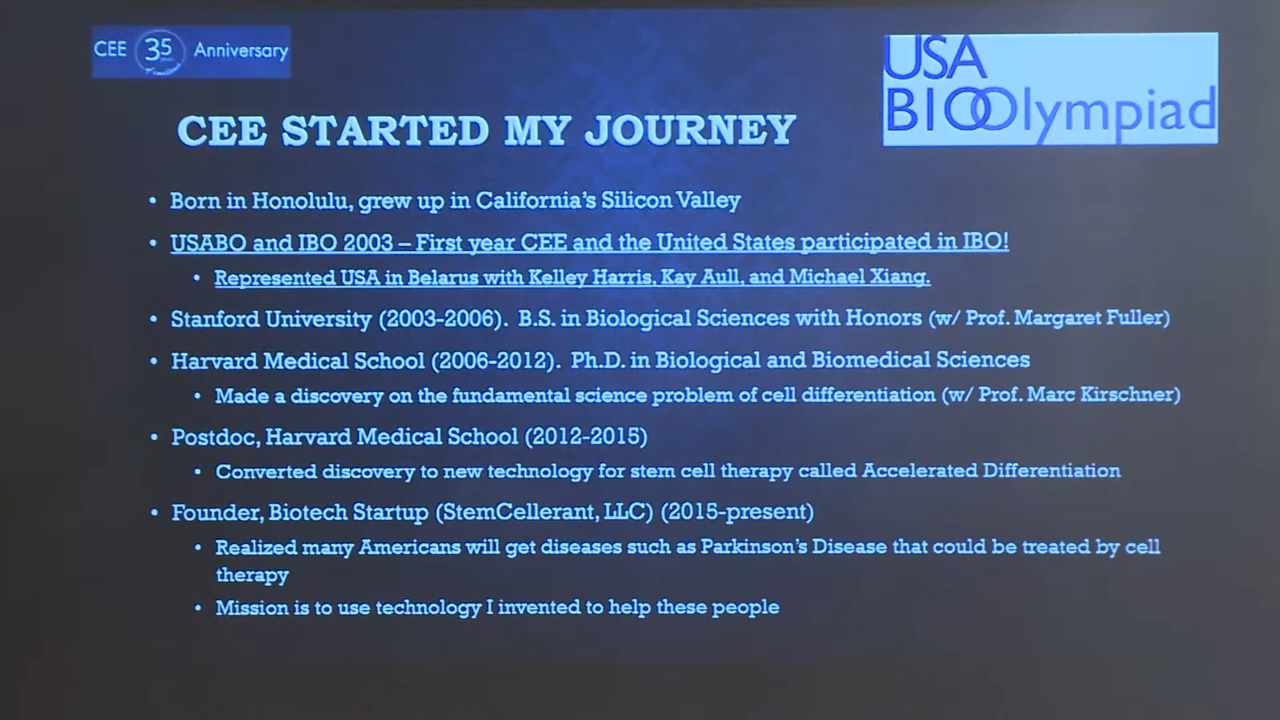 CEE 35 Anniversary
USA
BIOOlympiad
CEE STARTED MY JOURNEY
• Born in Honolulu, grew up in California's Silicon Valley
• USABO and IBO 2003 – First year CEE and the United States participated in IBO!
• Represented USA in Belarus with Kelley Harris, Kay Aull, and Michael Xiang.
• Stanford University (2003-2006). B.S. in Biological Sciences with Honors (w/ Prof. Margaret Fuller)
• Harvard Medical School (2006-2012). Ph.D. in Biological and Biomedical Sciences
• Made a discovery on the fundamental science problem of cell differentiation (w/ Prof. Marc Kirschner)
• Postdoc, Harvard Medical School (2012-2015)
• Converted discovery to new technology for stem cell therapy called Accelerated Differentiation
• Founder, Biotech Startup (StemCellerant, LLC) (2015-present)
• Realized many Americans will get diseases such as Parkinson's Disease that could be treated by cell
therapy
• Mission is to use technology I invented to help these people